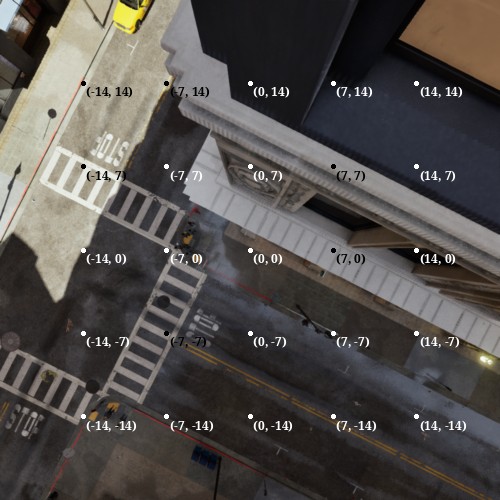 (-14, 14) (-7, 14) (0, 14) (7, 14) (14, 14)
STOP
(-14, 7) (-7, 7) (0, 7) (7, 7) (14, 7)
(-14, 0) (-7, 0) (0, 0) (7, 0) (14, 0)
(-14, -7) (-7, -7) (0, -7) (7, -7) (14, -7)
(-14, -14) (-7, -14) (0, -14) (7, -14) (14, -14)
STOP